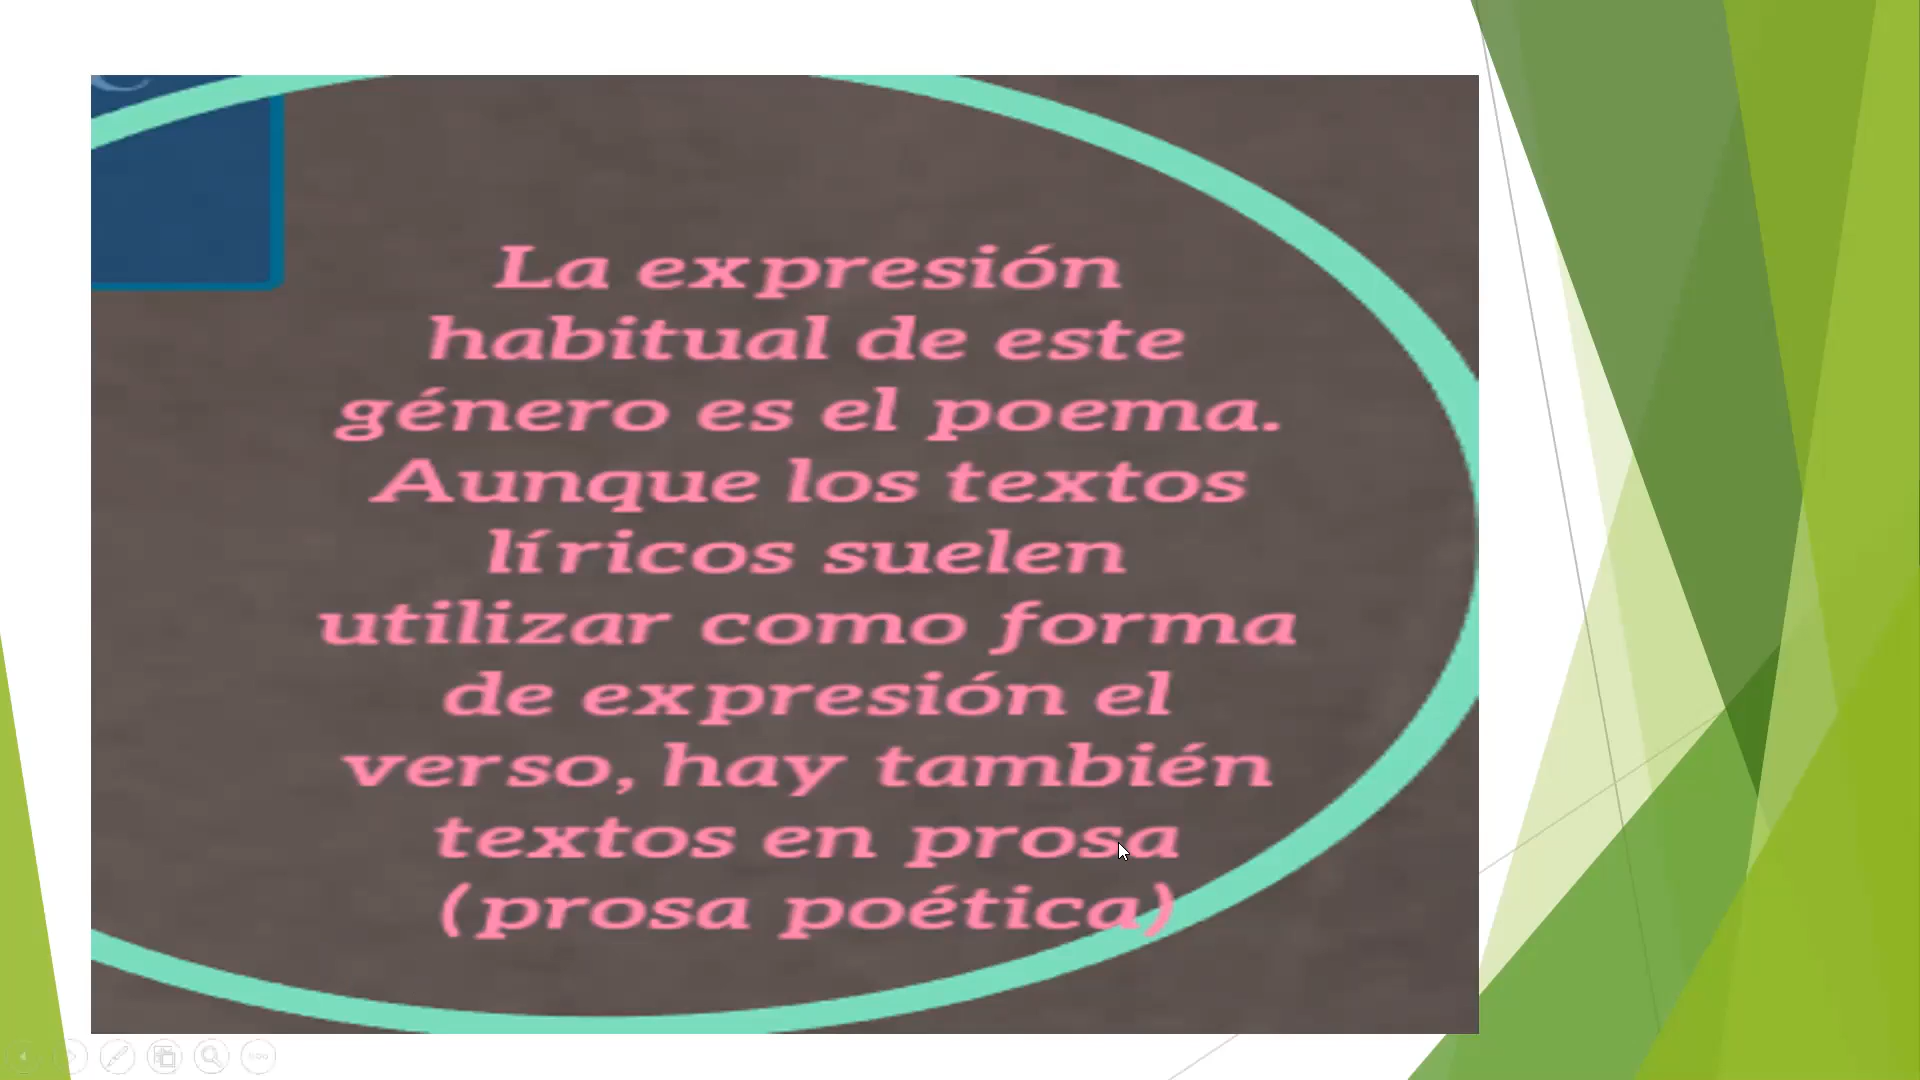 La expresión
habitual de este
género es el poema.
Aunque los textos
líricos suelen
utilizar como forma
de expresión el
verso, hay también
textos en prosa
(prosa poética)